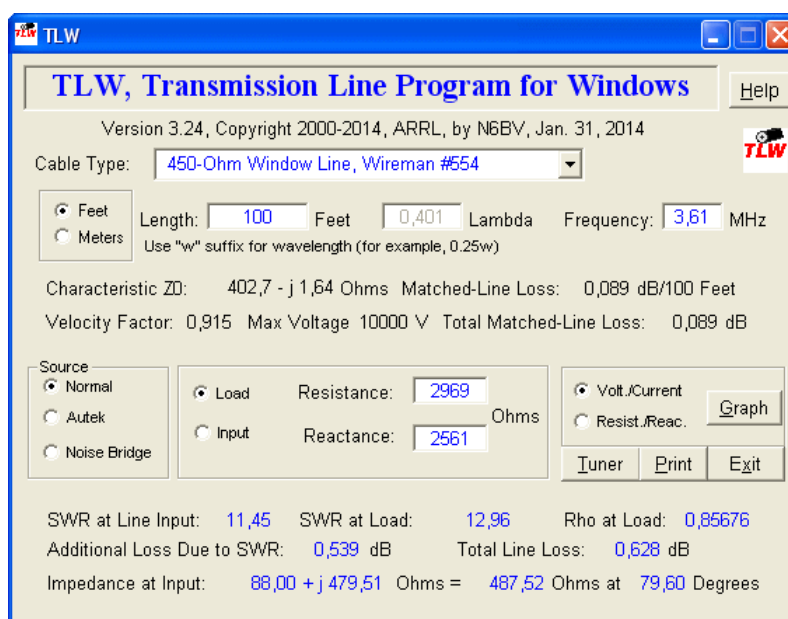 TLW TLW
TLW, Transmission Line Program for Windows
Help
Version 3.24, Copyright 2000-2014, ARRL, by N6BV, Jan. 31, 2014
TLW
Cable Type: 450-Ohm Window Line, Wireman #554
Feet
Meters
Length: 100 Feet 0,401 Lambda Frequency: 3,61 MHz
Use "w" suffix for wavelength (for example, 0.25w)
Characteristic Z0: 402,7 - j 1,64 Ohms Matched-Line Loss: 0,089 dB/100 Feet
Velocity Factor: 0,915 Max Voltage 10000 V Total Matched-Line Loss: 0,089 dB
Source
Normal
Autek
Noise Bridge
Load
Input
Resistance: 2969
Reactance: 2561
Ohms
Volt./Current
Resist./Reac.
Graph
Tuner Print Exit
SWR at Line Input: 11,45 SWR at Load: 12,96 Rho at Load: 0,85676
Additional Loss Due to SWR: 0,539 dB Total Line Loss: 0,628 dB
Impedance at Input: 88,00 + j 479,51 Ohms = 487,52 Ohms at 79,60 Degrees